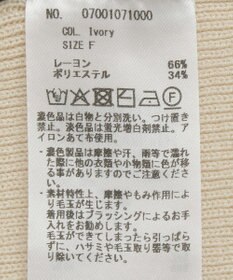 NO. 07001071000
COL. Ivory
SIZE F
レーヨン 66%
ポリエステル 34%
濃色品は白物と分別洗い。つけ置き
禁止。淡色品は蛍光増白剤禁止。ア
イロンあて布使用。
・濃色製品は摩擦や汗、雨等で濡れ
た際に他の衣類や小物類に色が移
る事がありますのでご注意下さい。
・素材特性上、摩擦やもみ作用により
毛玉が生じます。
着用後はブラッシングによるお手
入れをお勧めします。
毛玉ができてしまったら引っぱらず
に、ハサミや毛玉取り器等で取